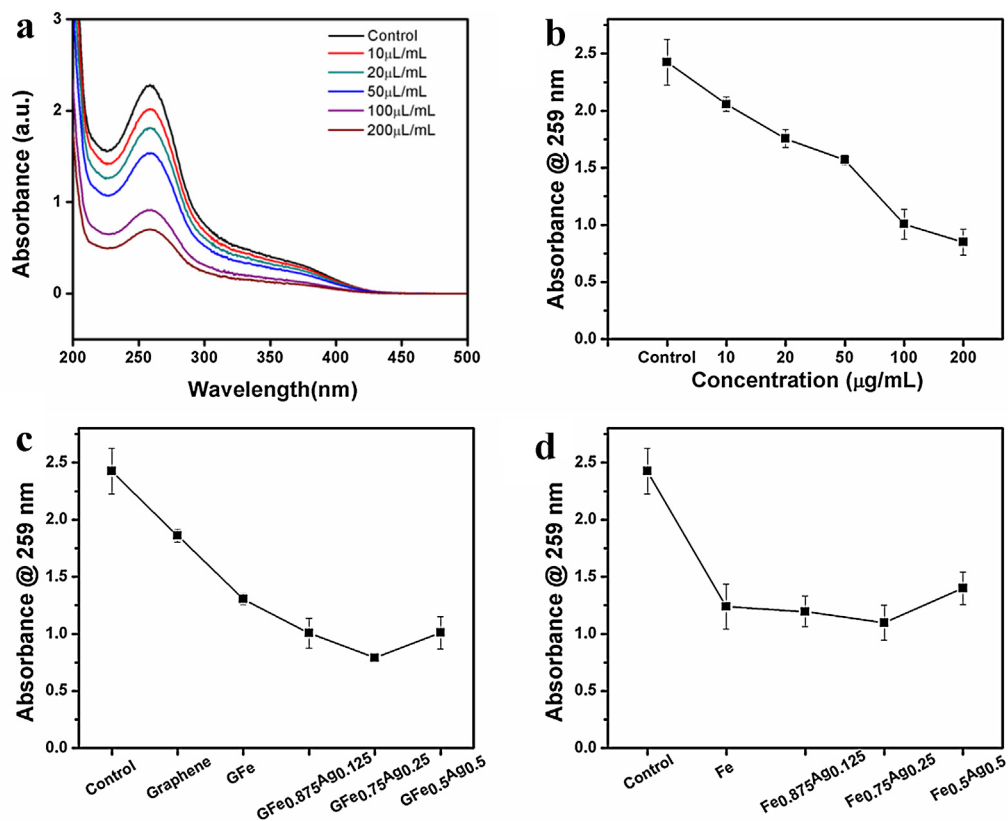 a
3
2
1
0
Absorbance (a.u.)
Control
10μL/mL
20μL/mL
50μL/mL
100μL/mL
200μL/mL
200 250 300 350 400 450 500
Wavelength(nm)
b
2.5
2.0
1.5
1.0
0.5
0.0
Absorbance @ 259 nm
Control 10 20 50 100 200
Concentration (μg/mL)
c
2.5
2.0
1.5
1.0
0.5
0.0
Absorbance @ 259 nm
Control
Graphene
GFe
GFe0.875Ag0.125
GFe0.75Ag0.25
GFe0.5Ag0.5
d
2.5
2.0
1.5
1.0
0.5
0.0
Absorbance @ 259 nm
Control
Fe
Fe0.875Ag0.125
Fe0.75Ag0.25
Fe0.5Ag0.5